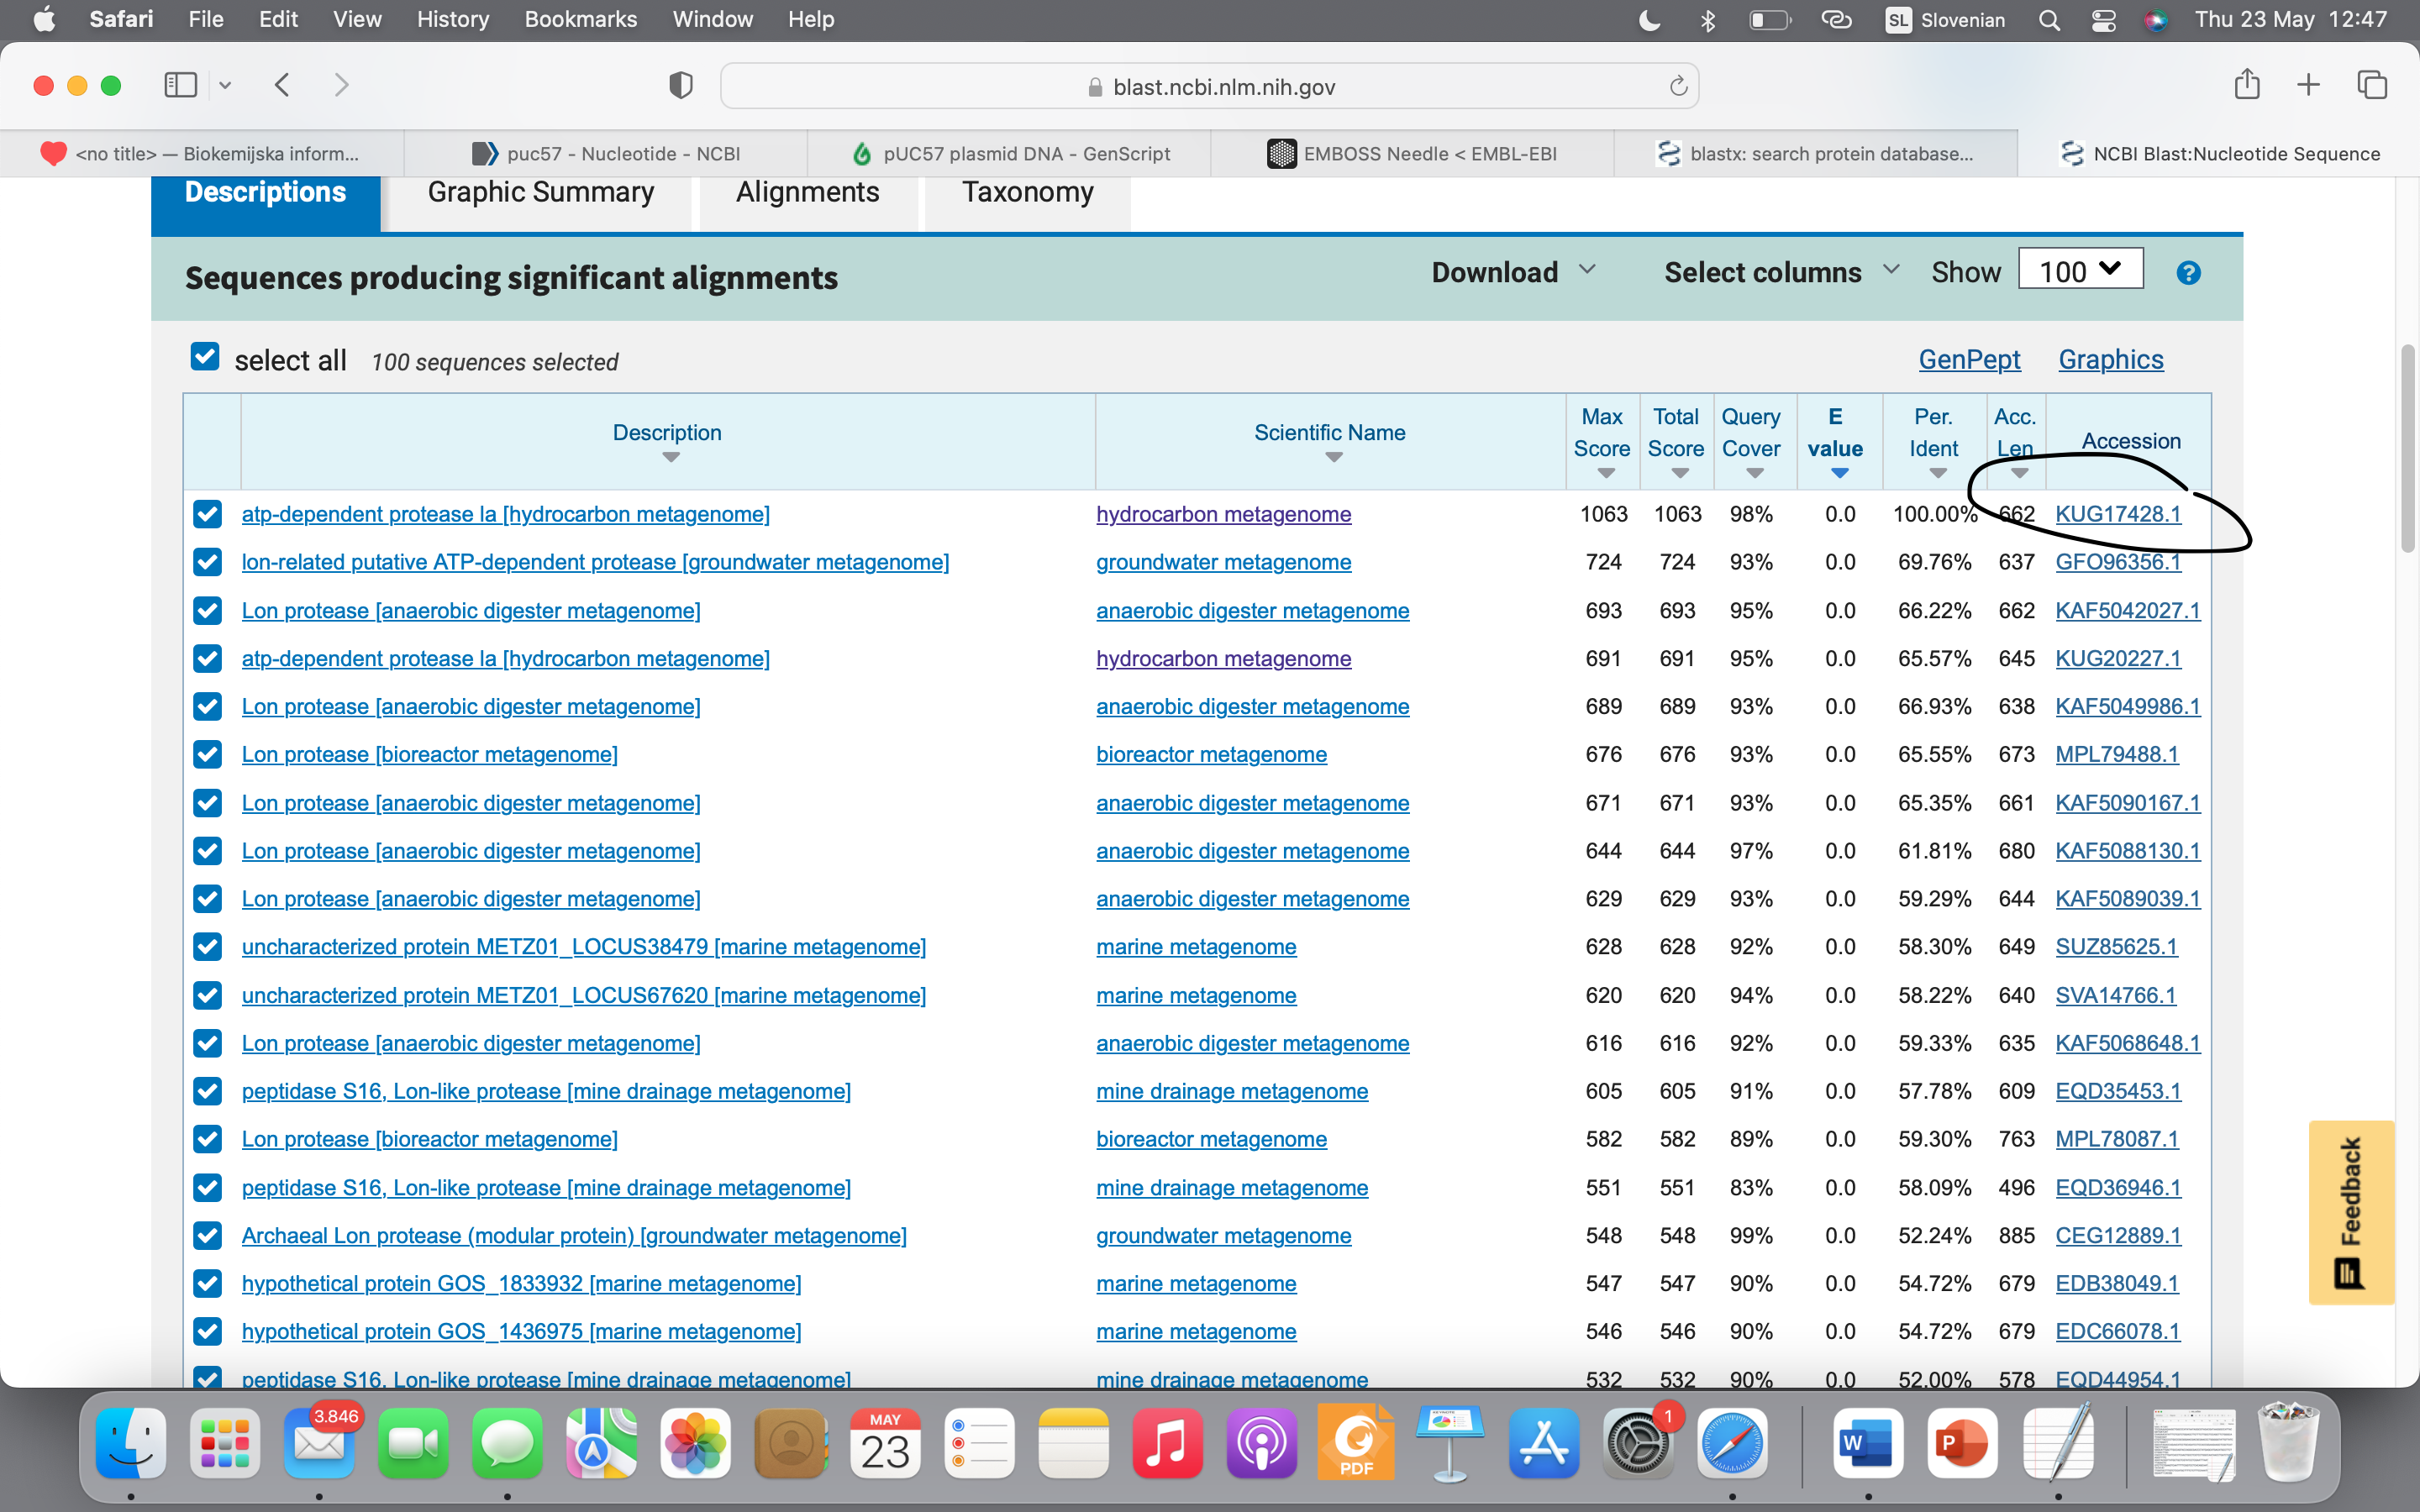 Safari File Edit View History Bookmarks Window Help SL Slovenian Thu 23 May 12:47
blast.ncbi.nlm.nih.gov
<no title> — Biokemijska inform... puc57 - Nucleotide - NCBI pUC57 plasmid DNA - GenScript EMBOSS Needle < EMBL-EBI blastx: search protein database... NCBI Blast:Nucleotide Sequence
Descriptions Graphic Summary Alignments Taxonomy
Sequences producing significant alignments Download Select columns Show 100 ?
select all 100 sequences selected GenPept Graphics
Description Scientific Name Max Score Total Score Query Cover E value Per. Ident Acc. Len Accession
atp-dependent protease la [hydrocarbon metagenome] hydrocarbon metagenome 1063 1063 98% 0.0 100.00% 662 KUG17428.1
lon-related putative ATP-dependent protease [groundwater metagenome] groundwater metagenome 724 724 93% 0.0 69.76% 637 GFO96356.1
Lon protease [anaerobic digester metagenome] anaerobic digester metagenome 693 693 95% 0.0 66.22% 662 KAF5042027.1
atp-dependent protease la [hydrocarbon metagenome] hydrocarbon metagenome 691 691 95% 0.0 65.57% 645 KUG20227.1
Lon protease [anaerobic digester metagenome] anaerobic digester metagenome 689 689 93% 0.0 66.93% 638 KAF5049986.1
Lon protease [bioreactor metagenome] bioreactor metagenome 676 676 93% 0.0 65.55% 673 MPL79488.1
Lon protease [anaerobic digester metagenome] anaerobic digester metagenome 671 671 93% 0.0 65.35% 661 KAF5090167.1
Lon protease [anaerobic digester metagenome] anaerobic digester metagenome 644 644 97% 0.0 61.81% 680 KAF5088130.1
Lon protease [anaerobic digester metagenome] anaerobic digester metagenome 629 629 93% 0.0 59.29% 644 KAF5089039.1
uncharacterized protein METZ01_LOCUS38479 [marine metagenome] marine metagenome 628 628 92% 0.0 58.30% 649 SUZ85625.1
uncharacterized protein METZ01_LOCUS67620 [marine metagenome] marine metagenome 620 620 94% 0.0 58.22% 640 SVA14766.1
Lon protease [anaerobic digester metagenome] anaerobic digester metagenome 616 616 92% 0.0 59.33% 635 KAF5068648.1
peptidase S16, Lon-like protease [mine drainage metagenome] mine drainage metagenome 605 605 91% 0.0 57.78% 609 EQD35453.1
Lon protease [bioreactor metagenome] bioreactor metagenome 582 582 89% 0.0 59.30% 763 MPL78087.1
peptidase S16, Lon-like protease [mine drainage metagenome] mine drainage metagenome 551 551 83% 0.0 58.09% 496 EQD36946.1
Archaeal Lon protease (modular protein) [groundwater metagenome] groundwater metagenome 548 548 99% 0.0 52.24% 885 CEG12889.1
hypothetical protein GOS_1833932 [marine metagenome] marine metagenome 547 547 90% 0.0 54.72% 679 EDB38049.1
hypothetical protein GOS_1436975 [marine metagenome] marine metagenome 546 546 90% 0.0 54.72% 679 EDC66078.1
peptidase S16, Lon-like protease [mine drainage metagenome] mine drainage metagenome 532 532 90% 0.0 52.00% 578 EQD44954.1
Feedback
3.846 MAY 23 PDF 1 W P